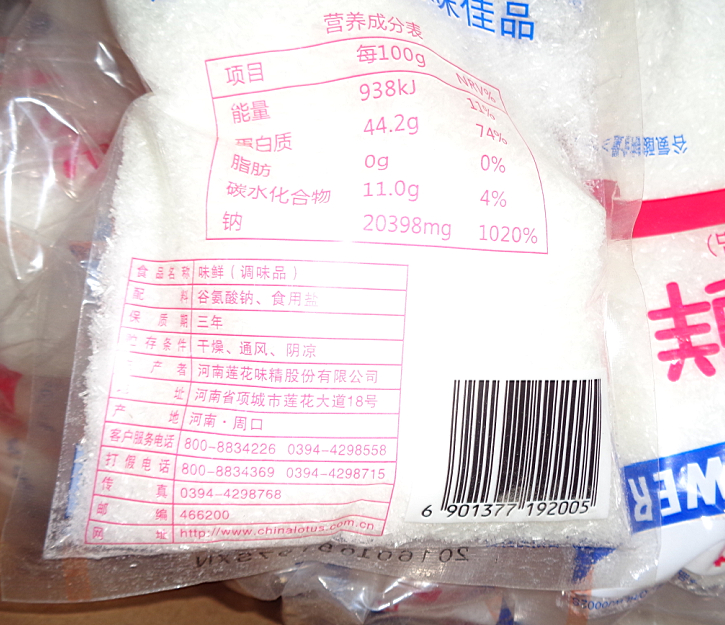 味佳品
营养成分表
项目 每100g NRV%
能量 938kJ 11%
蛋白质 44.2g 74%
脂肪 0g 0%
碳水化合物 11.0g 4%
钠 20398mg 1020%
食品名称 味鲜（调味品）
配料 谷氨酸钠、食用盐
保质期 三年
贮存条件 干燥、通风、阴凉
产者 河南莲花味精股份有限公司
址 河南省项城市莲花大道18号
产地 河南·周口
客户服务电话 800-8834226 0394-4298558
打假电话 800-8834369 0394-4298715
传真 0394-4298768
邮编 466200
网址 http://www.chinalotus.com.cn
6 901377 192005
WER
谷氨酸钠